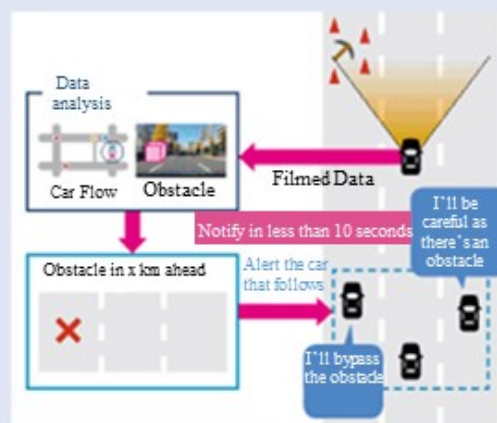 Data
analysis
Car Flow
Obstacle
Filmed Data
I'll be
careful as
there's an
obstacle
Notify in less than 10 seconds
Obstacle in x km ahead
Alert the car
that follows
I'll bypass
the obstacle